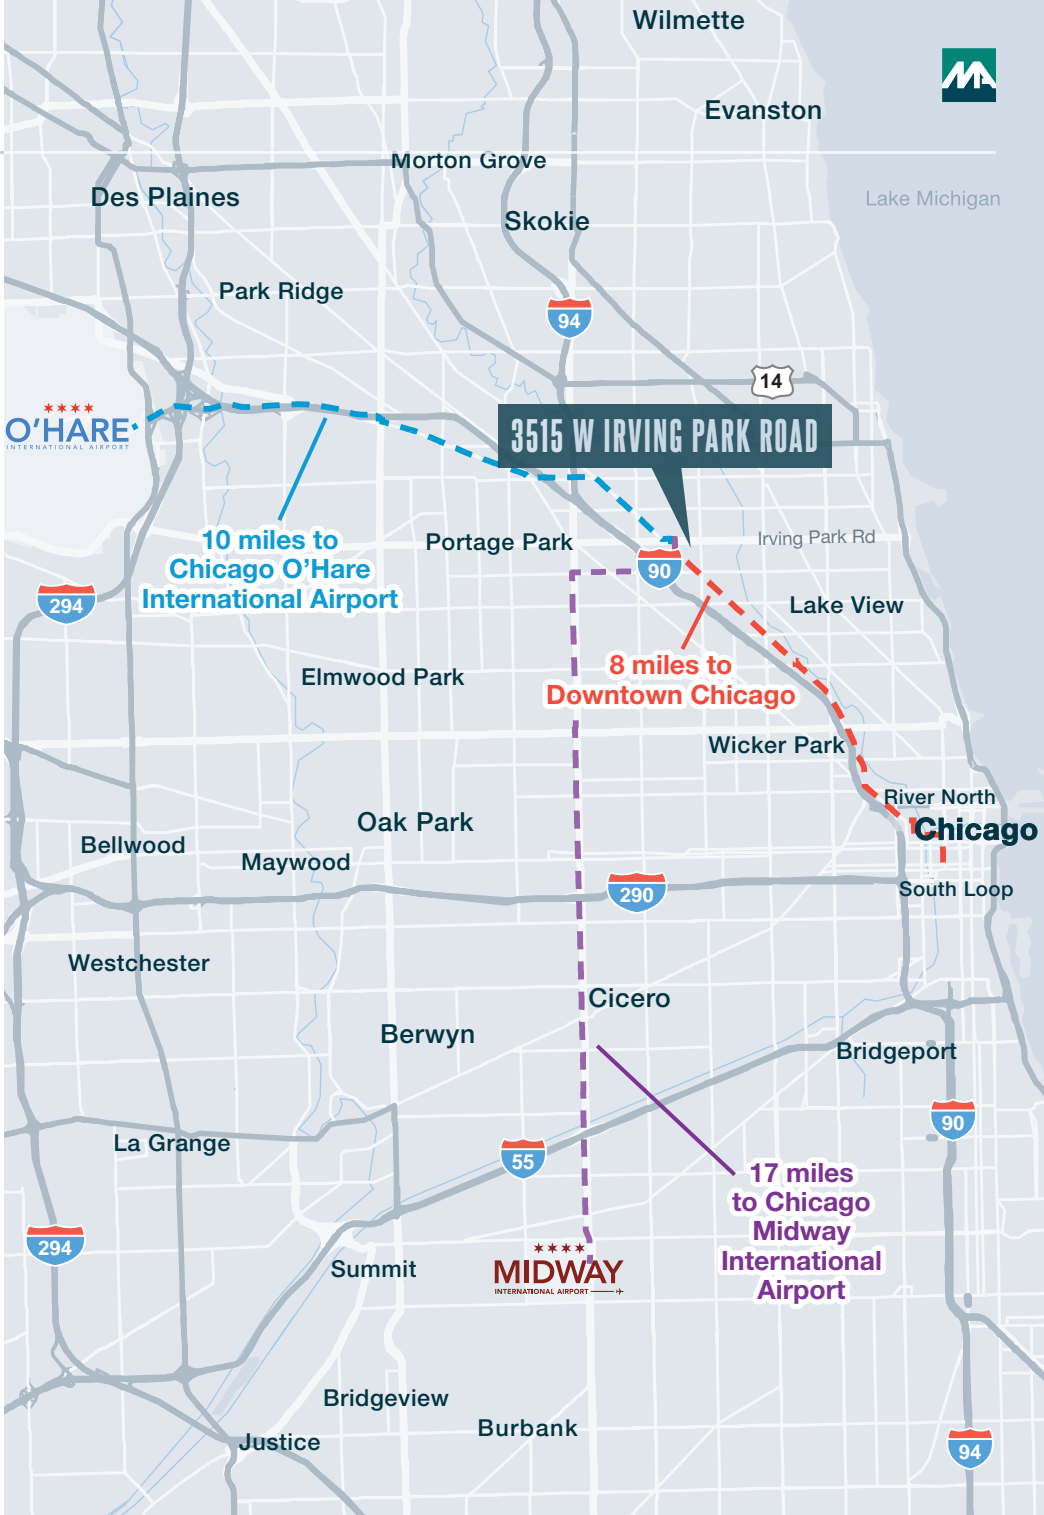 Wilmette
MA
Evanston
Morton Grove
Des Plaines
Lake Michigan
Skokie
Park Ridge
94
14
O'HARE
INTERNATIONAL AIRPORT
3515 W IRVING PARK ROAD
10 miles to
Chicago O'Hare
International Airport
Portage Park
Irving Park Rd
90
294
Lake View
8 miles to
Downtown Chicago
Elmwood Park
Wicker Park
River North
Chicago
Oak Park
Bellwood
Maywood
290
South Loop
Westchester
Cicero
Berwyn
Bridgeport
90
La Grange
55
17 miles
to Chicago
Midway
International
Airport
294
Summit
MIDWAY
INTERNATIONAL AIRPORT
Bridgeview
Burbank
Justice
94